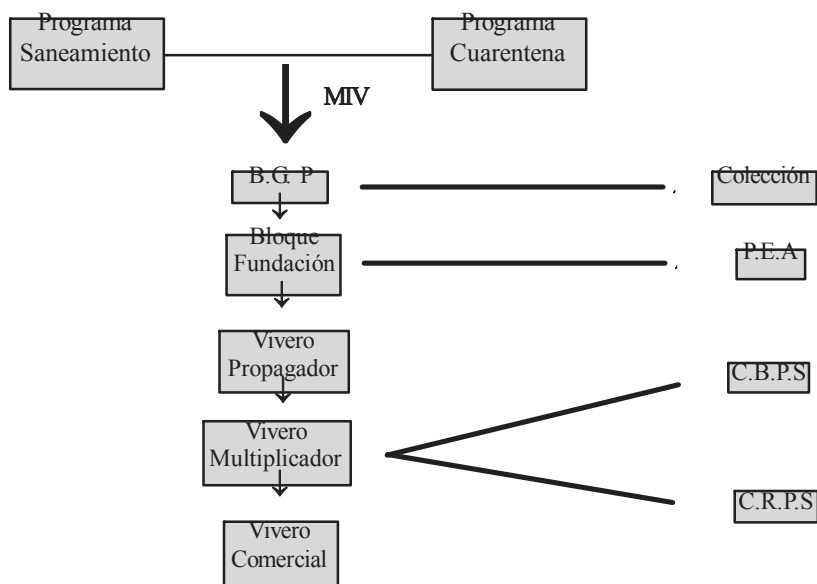 Programa
Saneamiento
Programa
Cuarentena
MIV
B.G. P
Colección
Bloque
Fundación
P.E.A
Vivero
Propagador
C.B.P.S
Vivero
Multiplicador
C.R.P.S
Vivero
Comercial